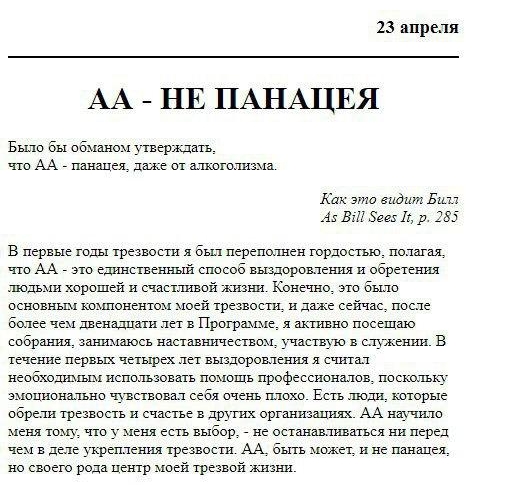 23 апреля
АА - НЕ ПАНАЦЕЯ
Было бы обманом утверждать,
что АА - панацея, даже от алкоголизма.
Как это видит Билл
As Bill Sees It, p. 285
В первые годы трезвости я был переполнен гордостью, полагая,
что АА - это единственный способ выздоровления и обретения
людьми хорошей и счастливой жизни. Конечно, это было
основным компонентом моей трезвости, и даже сейчас, после
более чем двенадцати лет в Программе, я активно посещаю
собрания, занимаюсь наставничеством, участвую в служении. В
течение первых четырех лет выздоровления я считал
необходимым использовать помощь профессионалов, поскольку
эмоционально чувствовал себя очень плохо. Есть люди, которые
обрели трезвость и счастье в других организациях. АА научило
меня тому, что у меня есть выбор, - не останавливаться ни перед
чем в деле укрепления трезвости. АА, быть может, и не панацея,
но своего рода центр моей трезвой жизни.